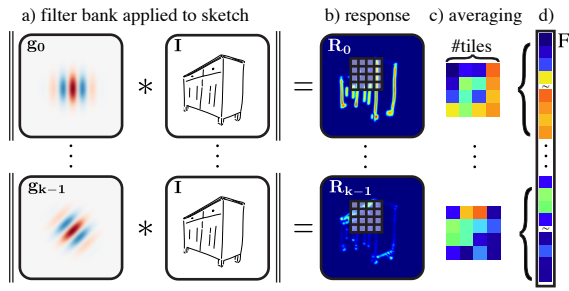 a) filter bank applied to sketch b) response c) averaging d)
g₀ I R₀ #tiles F
* =
~
gₖ₋₁ I Rₖ₋₁
* =
~